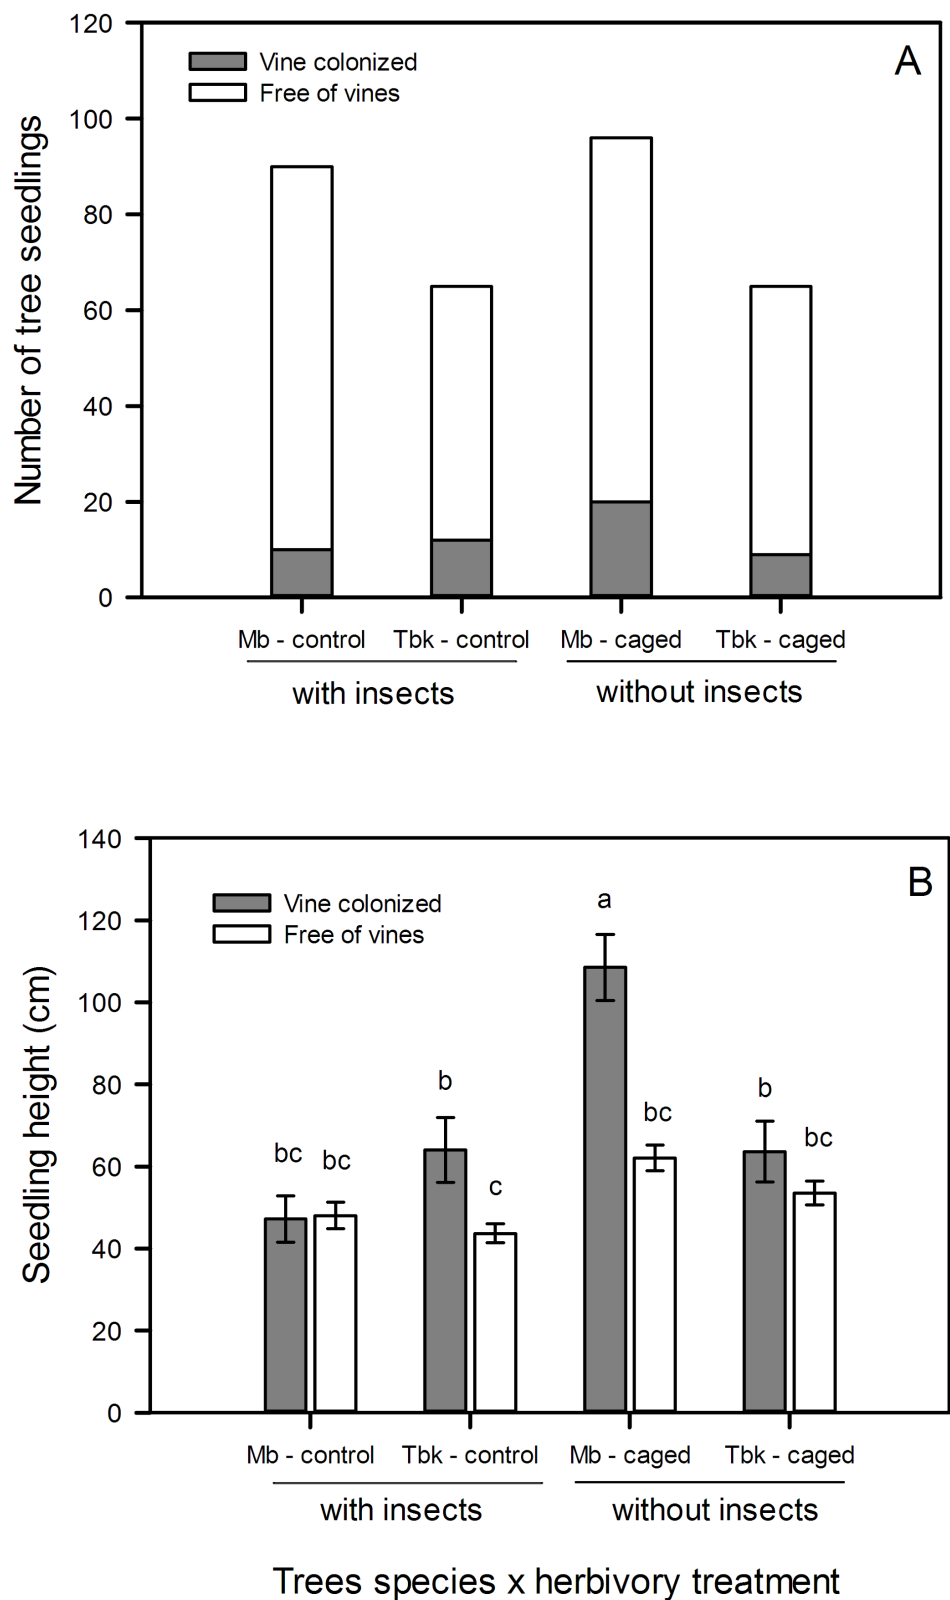 120
100
80
60
40
20
0
Number of tree seedlings
Vine colonized
Free of vines
A
Mb - control
Tbk - control
Mb - caged
Tbk - caged
with insects
without insects
140
120
100
80
60
40
20
0
Seedling height (cm)
Vine colonized
Free of vines
B
bc
bc
b
c
a
bc
b
bc
Mb - control
Tbk - control
Mb - caged
Tbk - caged
with insects
without insects
Trees species x herbivory treatment